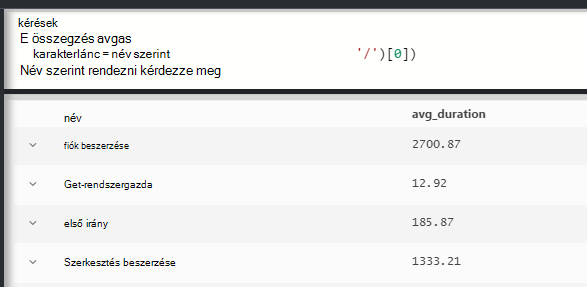 kérések
E összegzés avgas
karakterlánc = név szerint '/')[0])
Név szerint rendezni kérdezze meg
név avg_duration
fiók beszerzése 2700.87
Get-rendszergazda 12.92
első irány 185.87
Szerkesztés beszerzése 1333.21